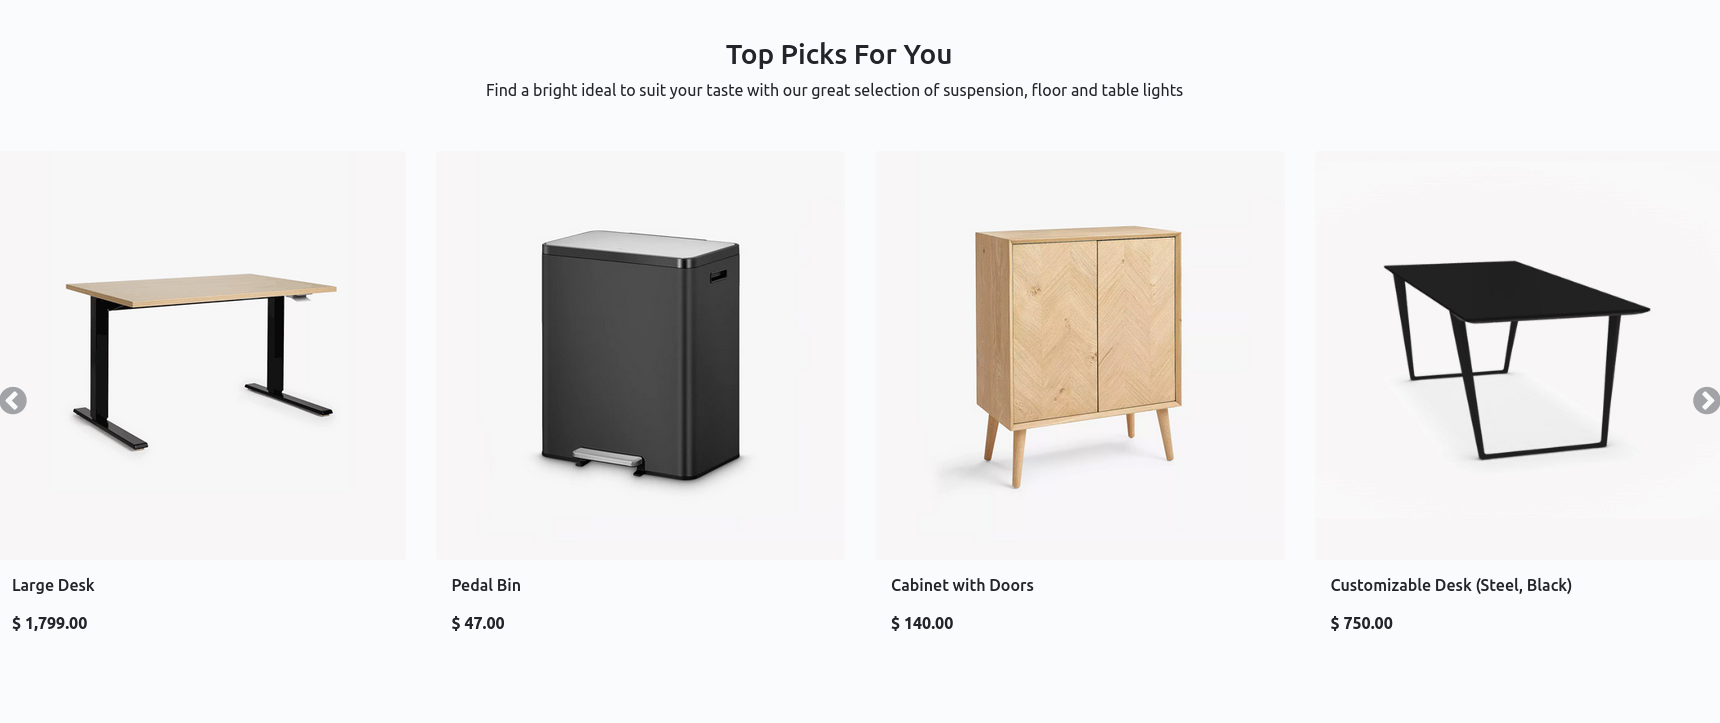 Top Picks For You
Find a bright ideal to suit your taste with our great selection of suspension, floor and table lights
Large Desk
$ 1,799.00
Pedal Bin
$ 47.00
Cabinet with Doors
$ 140.00
Customizable Desk (Steel, Black)
$ 750.00